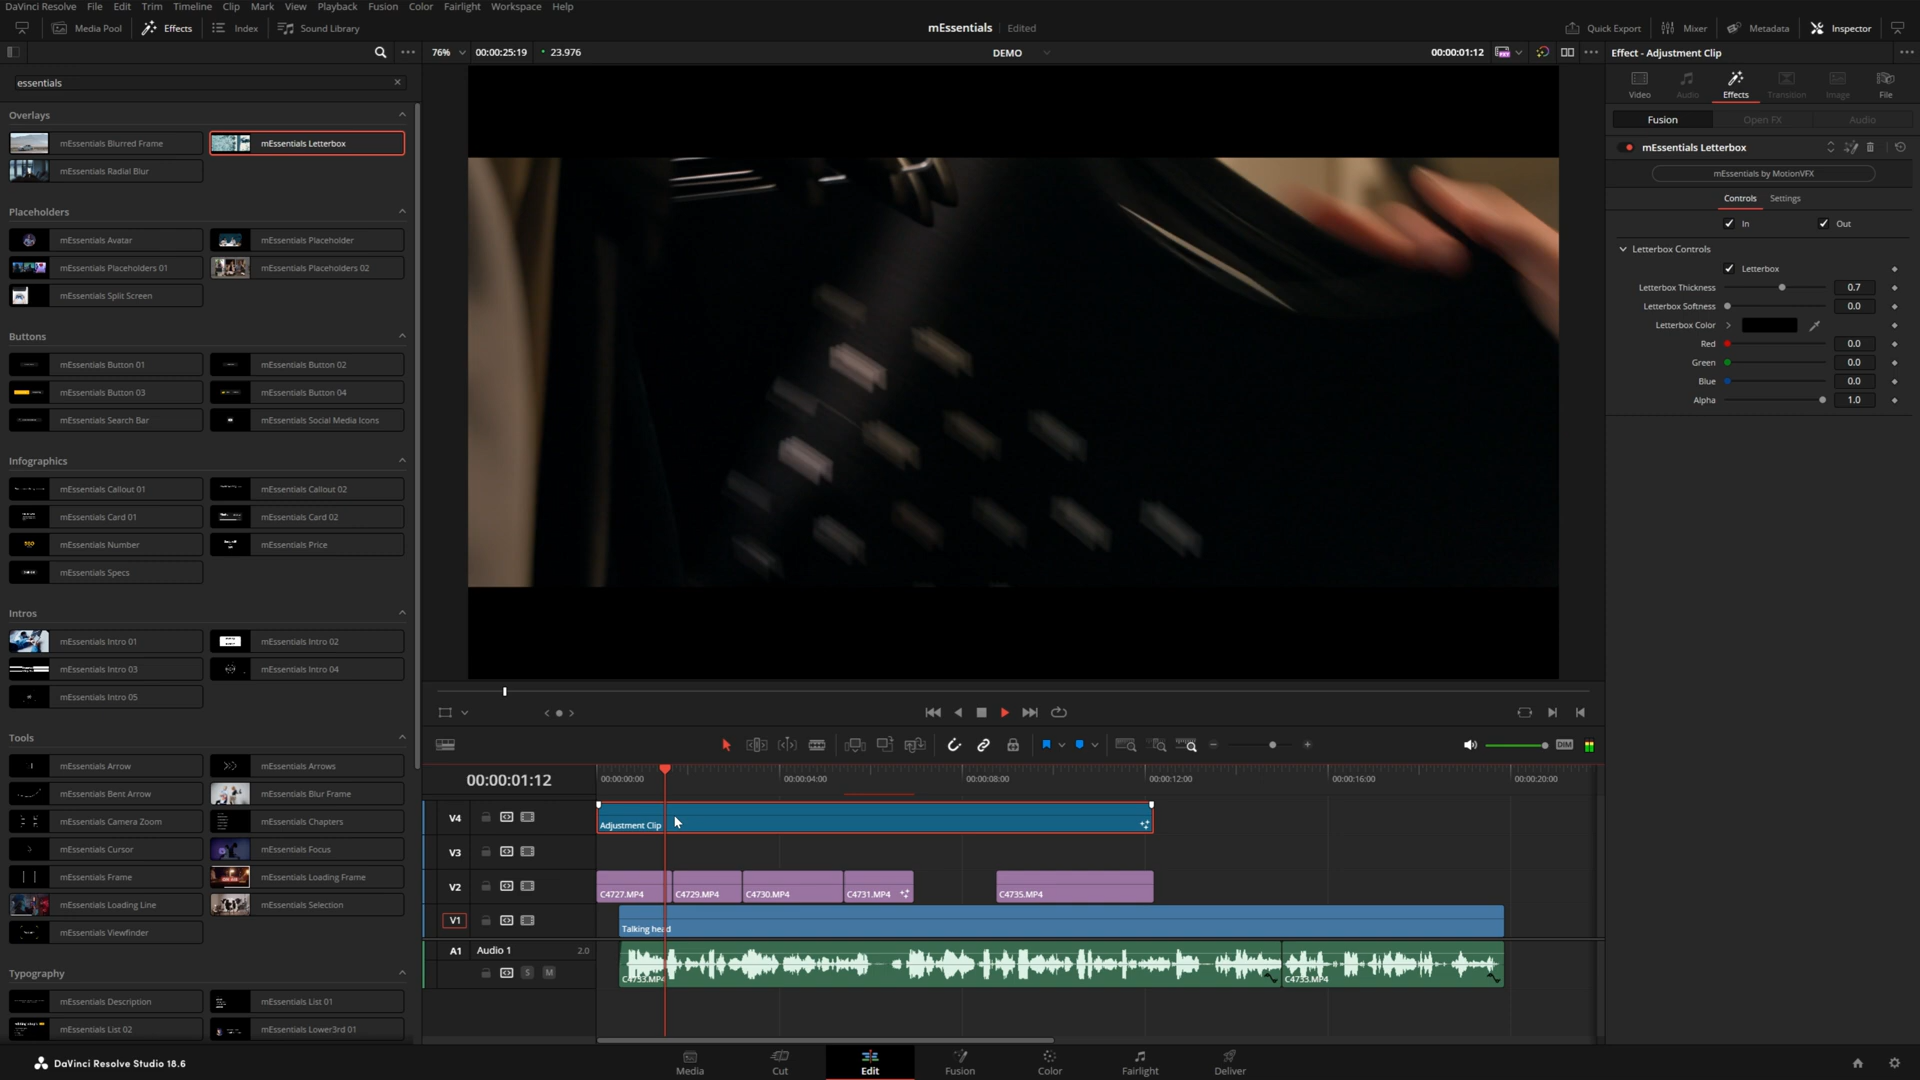 DaVinci Resolve File Edit Trim Timeline Clip Mark View Playback Fusion Color Fairlight Workspace Help
Media Pool Effects Index Sound Library
mEssentials Edited
Quick Export Mixer Metadata Inspector
76% 00:00:25:19 23.976
DEMO
00:00:01:12
Effect - Adjustment Clip
essentials
Overlays
mEssentials Blurred Frame
mEssentials Letterbox
mEssentials Radial Blur
Placeholders
mEssentials Avatar
mEssentials Placeholder
mEssentials Placeholders 01
mEssentials Placeholders 02
mEssentials Split Screen
Buttons
mEssentials Button 01
mEssentials Button 02
mEssentials Button 03
mEssentials Button 04
mEssentials Search Bar
mEssentials Social Media Icons
Infographics
mEssentials Callout 01
mEssentials Callout 02
mEssentials Card 01
mEssentials Card 02
mEssentials Number
mEssentials Price
mEssentials Specs
Intros
mEssentials Intro 01
mEssentials Intro 02
mEssentials Intro 03
mEssentials Intro 04
mEssentials Intro 05
Tools
mEssentials Arrow
mEssentials Arrows
mEssentials Bent Arrow
mEssentials Blur Frame
mEssentials Camera Zoom
mEssentials Chapters
mEssentials Cursor
mEssentials Focus
mEssentials Frame
mEssentials Loading Frame
mEssentials Loading Line
mEssentials Selection
mEssentials Viewfinder
Typography
mEssentials Description
mEssentials List 01
mEssentials List 02
mEssentials Lower3rd 01
Video Audio Effects Transition Image File
Fusion Open FX Audio
mEssentials Letterbox
mEssentials by MotionVFX
Controls Settings
In Out
Letterbox Controls
Letterbox
Letterbox Thickness 0.7
Letterbox Softness 0.0
Letterbox Color
Red 0.0
Green 0.0
Blue 0.0
Alpha 1.0
DIM
00:00:01:12
00:00:00:00 00:00:04:00 00:00:08:00 00:00:12:00 00:00:16:00 00:00:20:00
V4
Adjustment Clip
V3
V2
C4727.MP4 C4729.MP4 C4730.MP4 C4731.MP4 C4735.MP4
V1
Talking head
A1 Audio 1 2.0
S M
C4733.MP4 C4733.MP4
DaVinci Resolve Studio 18.6
Media Cut Edit Fusion Color Fairlight Deliver